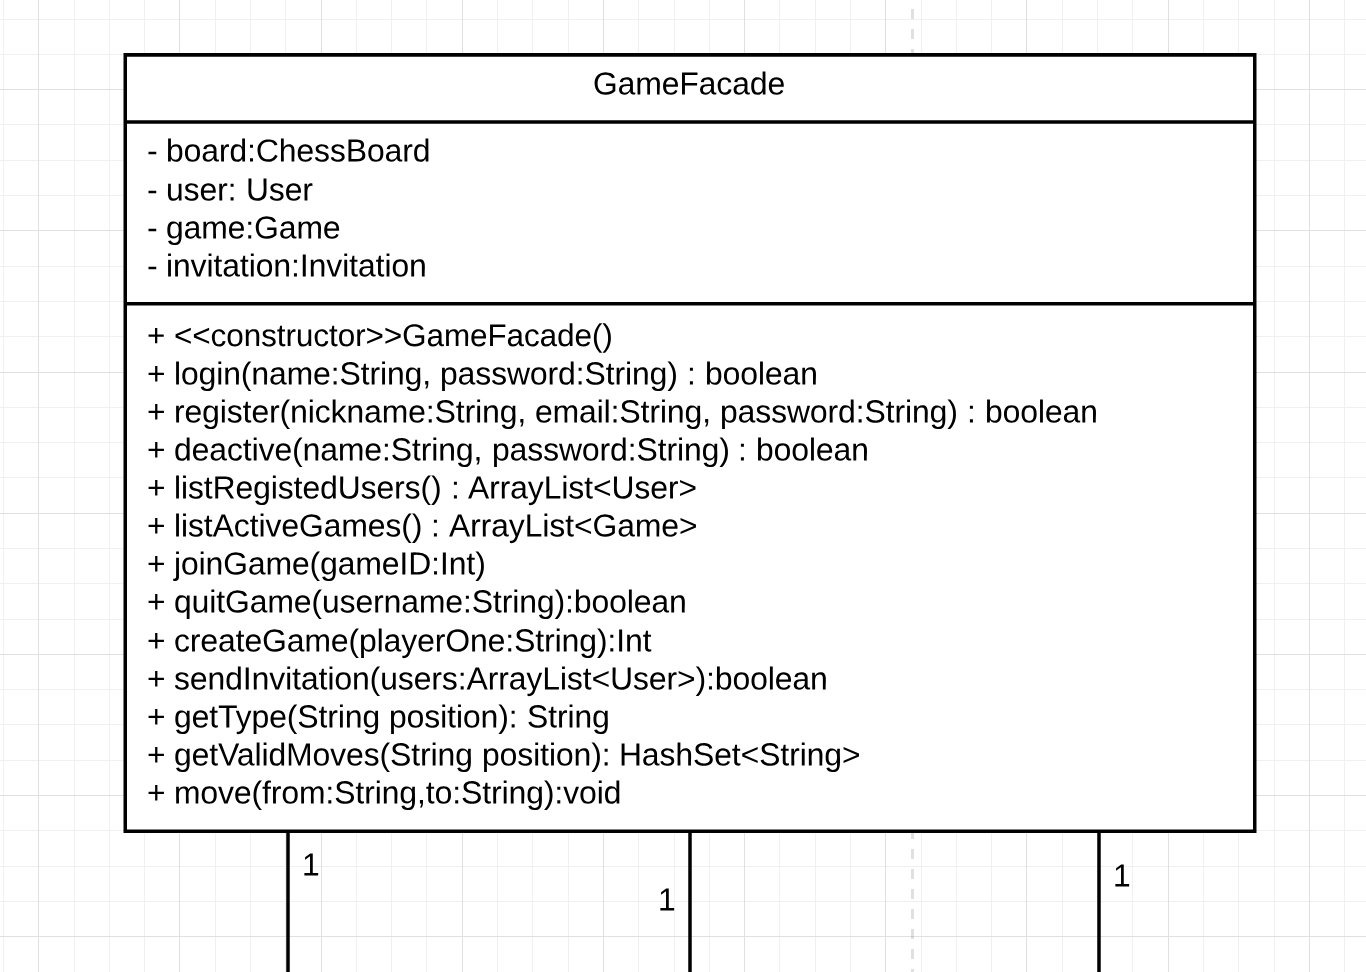 GameFacade
- board:ChessBoard
- user: User
- game:Game
- invitation:Invitation
+ <<constructor>>GameFacade()
+ login(name:String, password:String) : boolean
+ register(nickname:String, email:String, password:String) : boolean
+ deactive(name:String, password:String) : boolean
+ listRegistedUsers() : ArrayList<User>
+ listActiveGames() : ArrayList<Game>
+ joinGame(gameID:Int)
+ quitGame(username:String):boolean
+ createGame(playerOne:String):Int
+ sendInvitation(users:ArrayList<User>):boolean
+ getType(String position): String
+ getValidMoves(String position): HashSet<String>
+ move(from:String,to:String):void
1
1
1